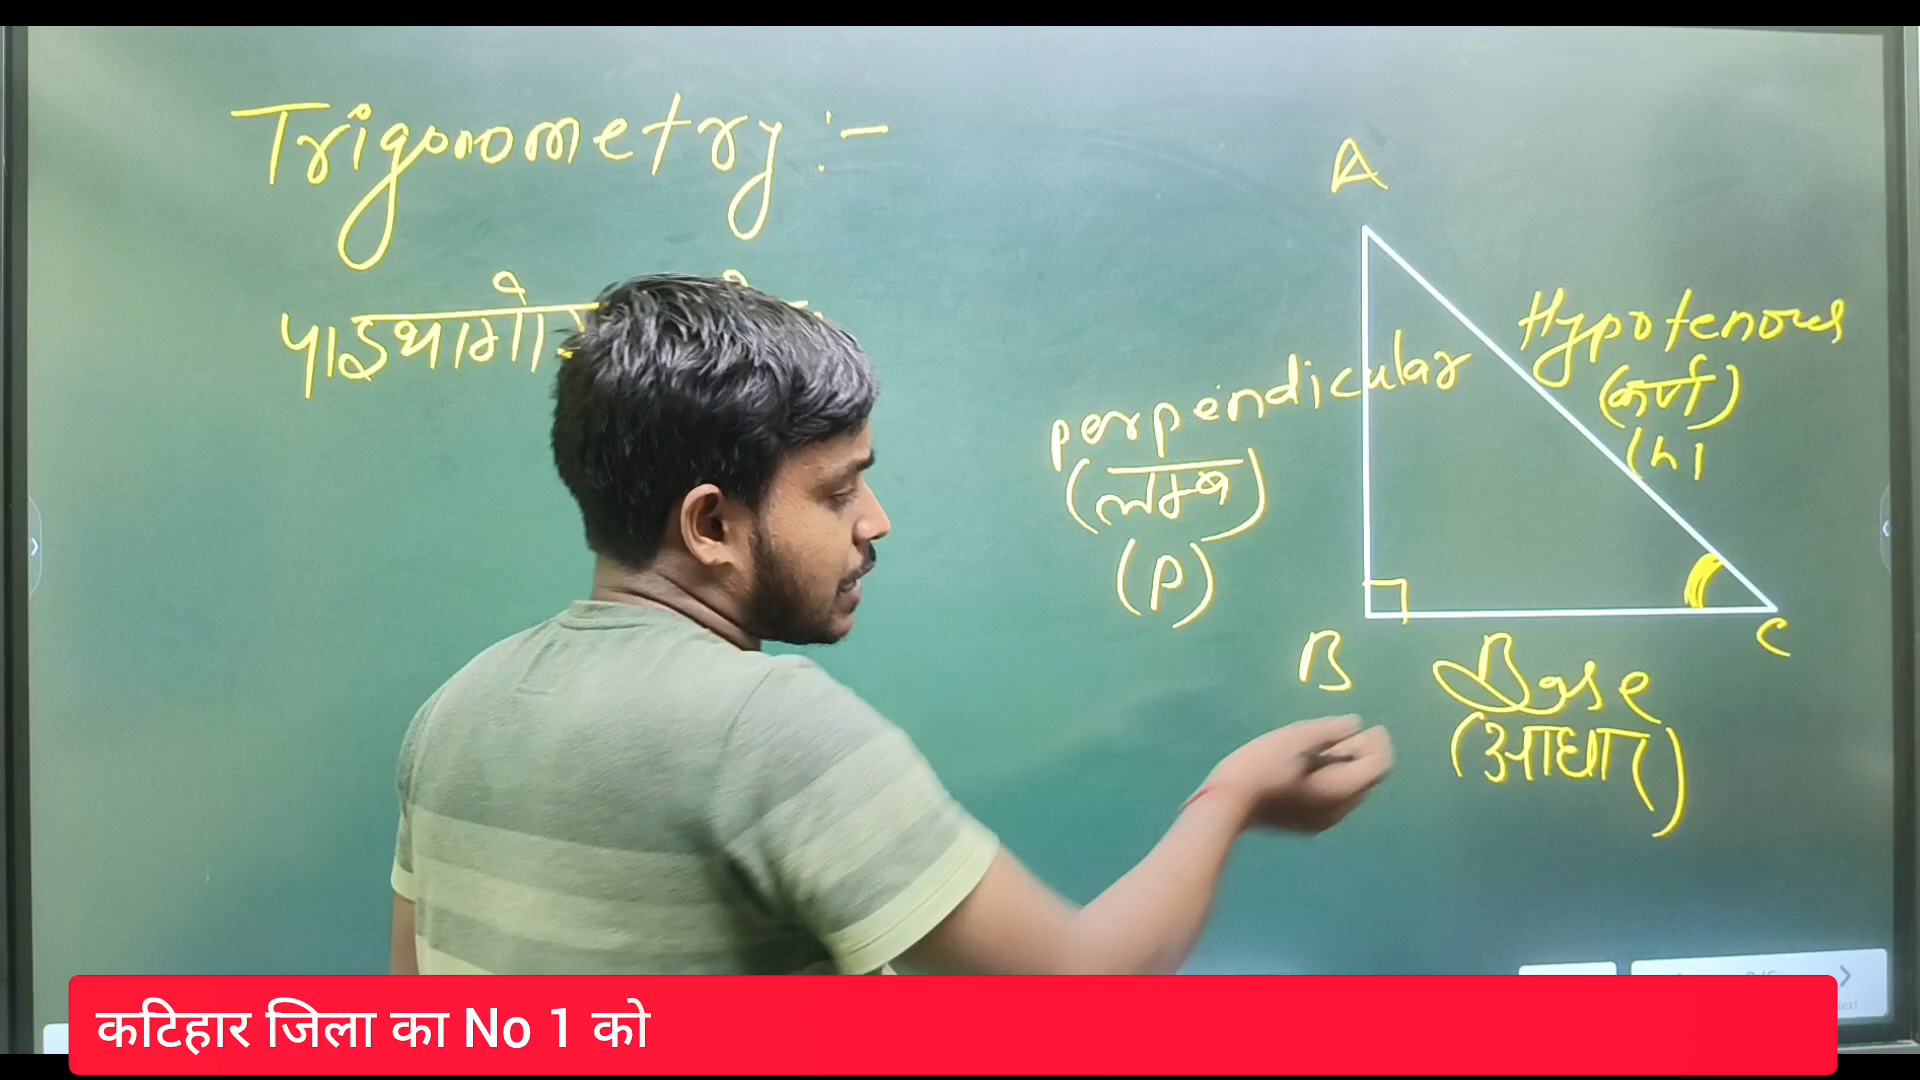 Trigonometry :-
पाइथागो
A
Hypotenous
(कर्ण)
(h)
perpendicular
(लम्ब)
(P)
B
C
Base
(आधार)
कटिहार जिला का No 1 को